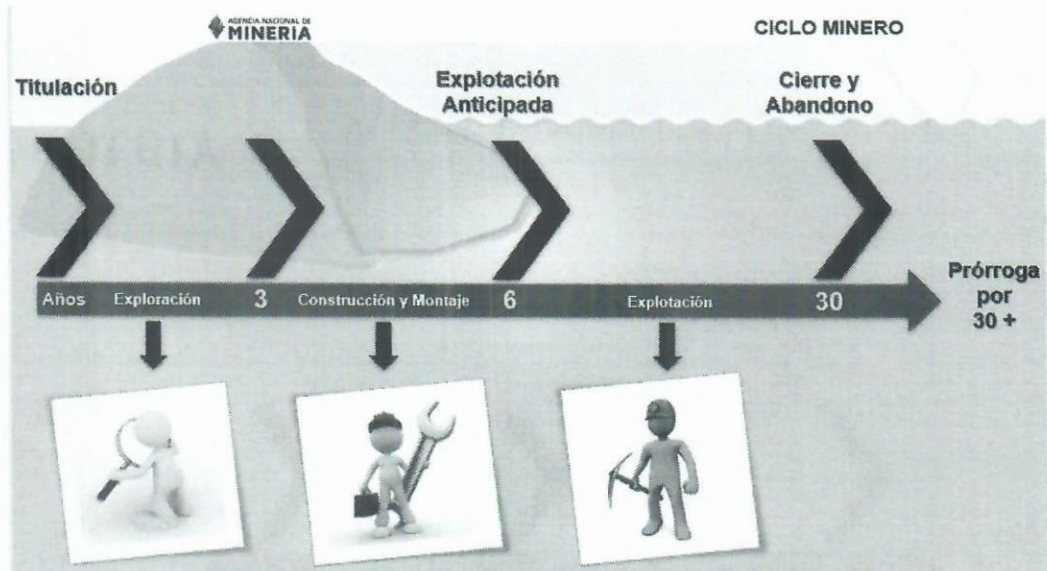 AGENCIA NACIONAL DE
MINERÍA
CICLO MINERO
Titulación
Explotación
Anticipada
Cierre y
Abandono
Años Exploración 3 Construcción y Montaje 6 Explotación 30
Prórroga
por
30 +